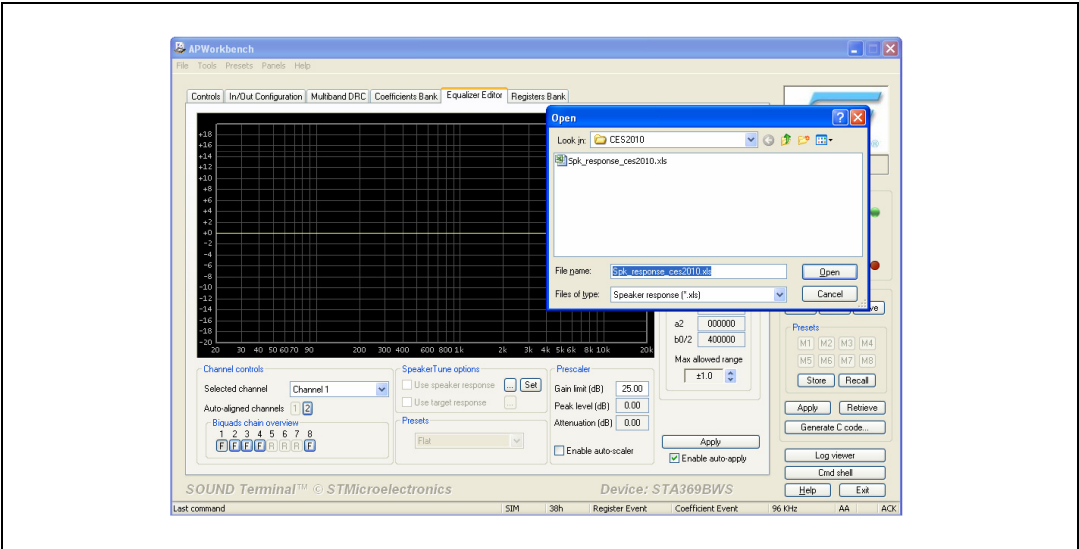 APWorkbench
File Tools Presets Panels Help
Controls In/Out Configuration Multiband DRC Coefficients Bank Equalizer Editor Registers Bank
Open
Look in: CES2010
Spk_response_ces2010.xls
File name: Spk_response_ces2010.xls Open
Files of type: Speaker response (*.xls) Cancel
+18
+16
+14
+12
+10
+8
+6
+4
+2
+0
-2
-4
-6
-8
-10
-12
-14
-16
-18
-20
20 30 40 50 60 70 90 200 300 400 600 800 1k 2k 3k 4k 5k 6k 8k 10k 20k
a2 000000
b0/2 400000
Max allowed range
±1.0
Channel controls
Selected channel Channel 1
Auto-aligned channels 1 2
Biquads chain overview
1 2 3 4 5 6 7 8
F F F F R R R F
SpeakerTune options
Use speaker response ... Set
Use target response ...
Presets
Flat
Prescaler
Gain limit (dB) 25.00
Peak level (dB) 0.00
Attenuation (dB) 0.00
Enable auto-scaler
Apply
Enable auto-apply
Presets
M1 M2 M3 M4
M5 M6 M7 M8
Store Recall
Apply Retrieve
Generate C code...
Log viewer
Cmd shell
Help Exit
SOUND Terminal™ © STMicroelectronics Device: STA369BWS
Last command SIM 38h Register Event Coefficient Event 96 KHz AA ACK